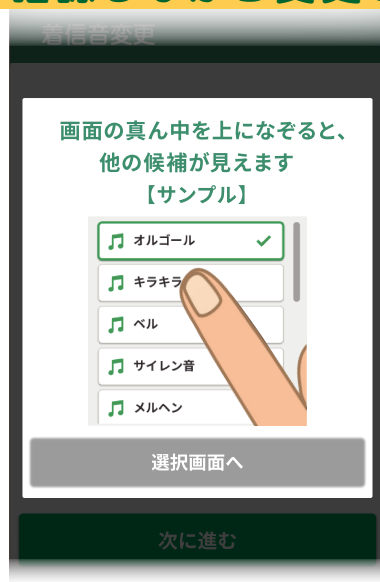 着信音変更
画面の真ん中を上になぞると、
他の候補が見えます
【サンプル】
オルゴール
キラキラ
ベル
サイレン音
メルヘン
選択画面へ
次に進む